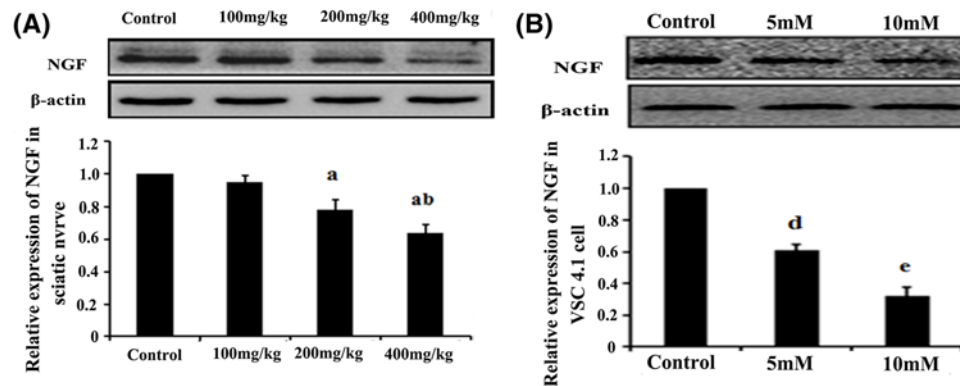 (A)
Control 100mg/kg 200mg/kg 400mg/kg
NGF
β-actin
Relative expression of NGF in
sciatic nvrve
1.2
1.0
0.8
0.6
0.4
0.2
0
a
ab
Control 100mg/kg 200mg/kg 400mg/kg
(B)
Control 5mM 10mM
NGF
β-actin
Relative expression of NGF in
VSC 4.1 cell
1.2
1.0
0.8
0.6
0.4
0.2
0
d
e
Control 5mM 10mM